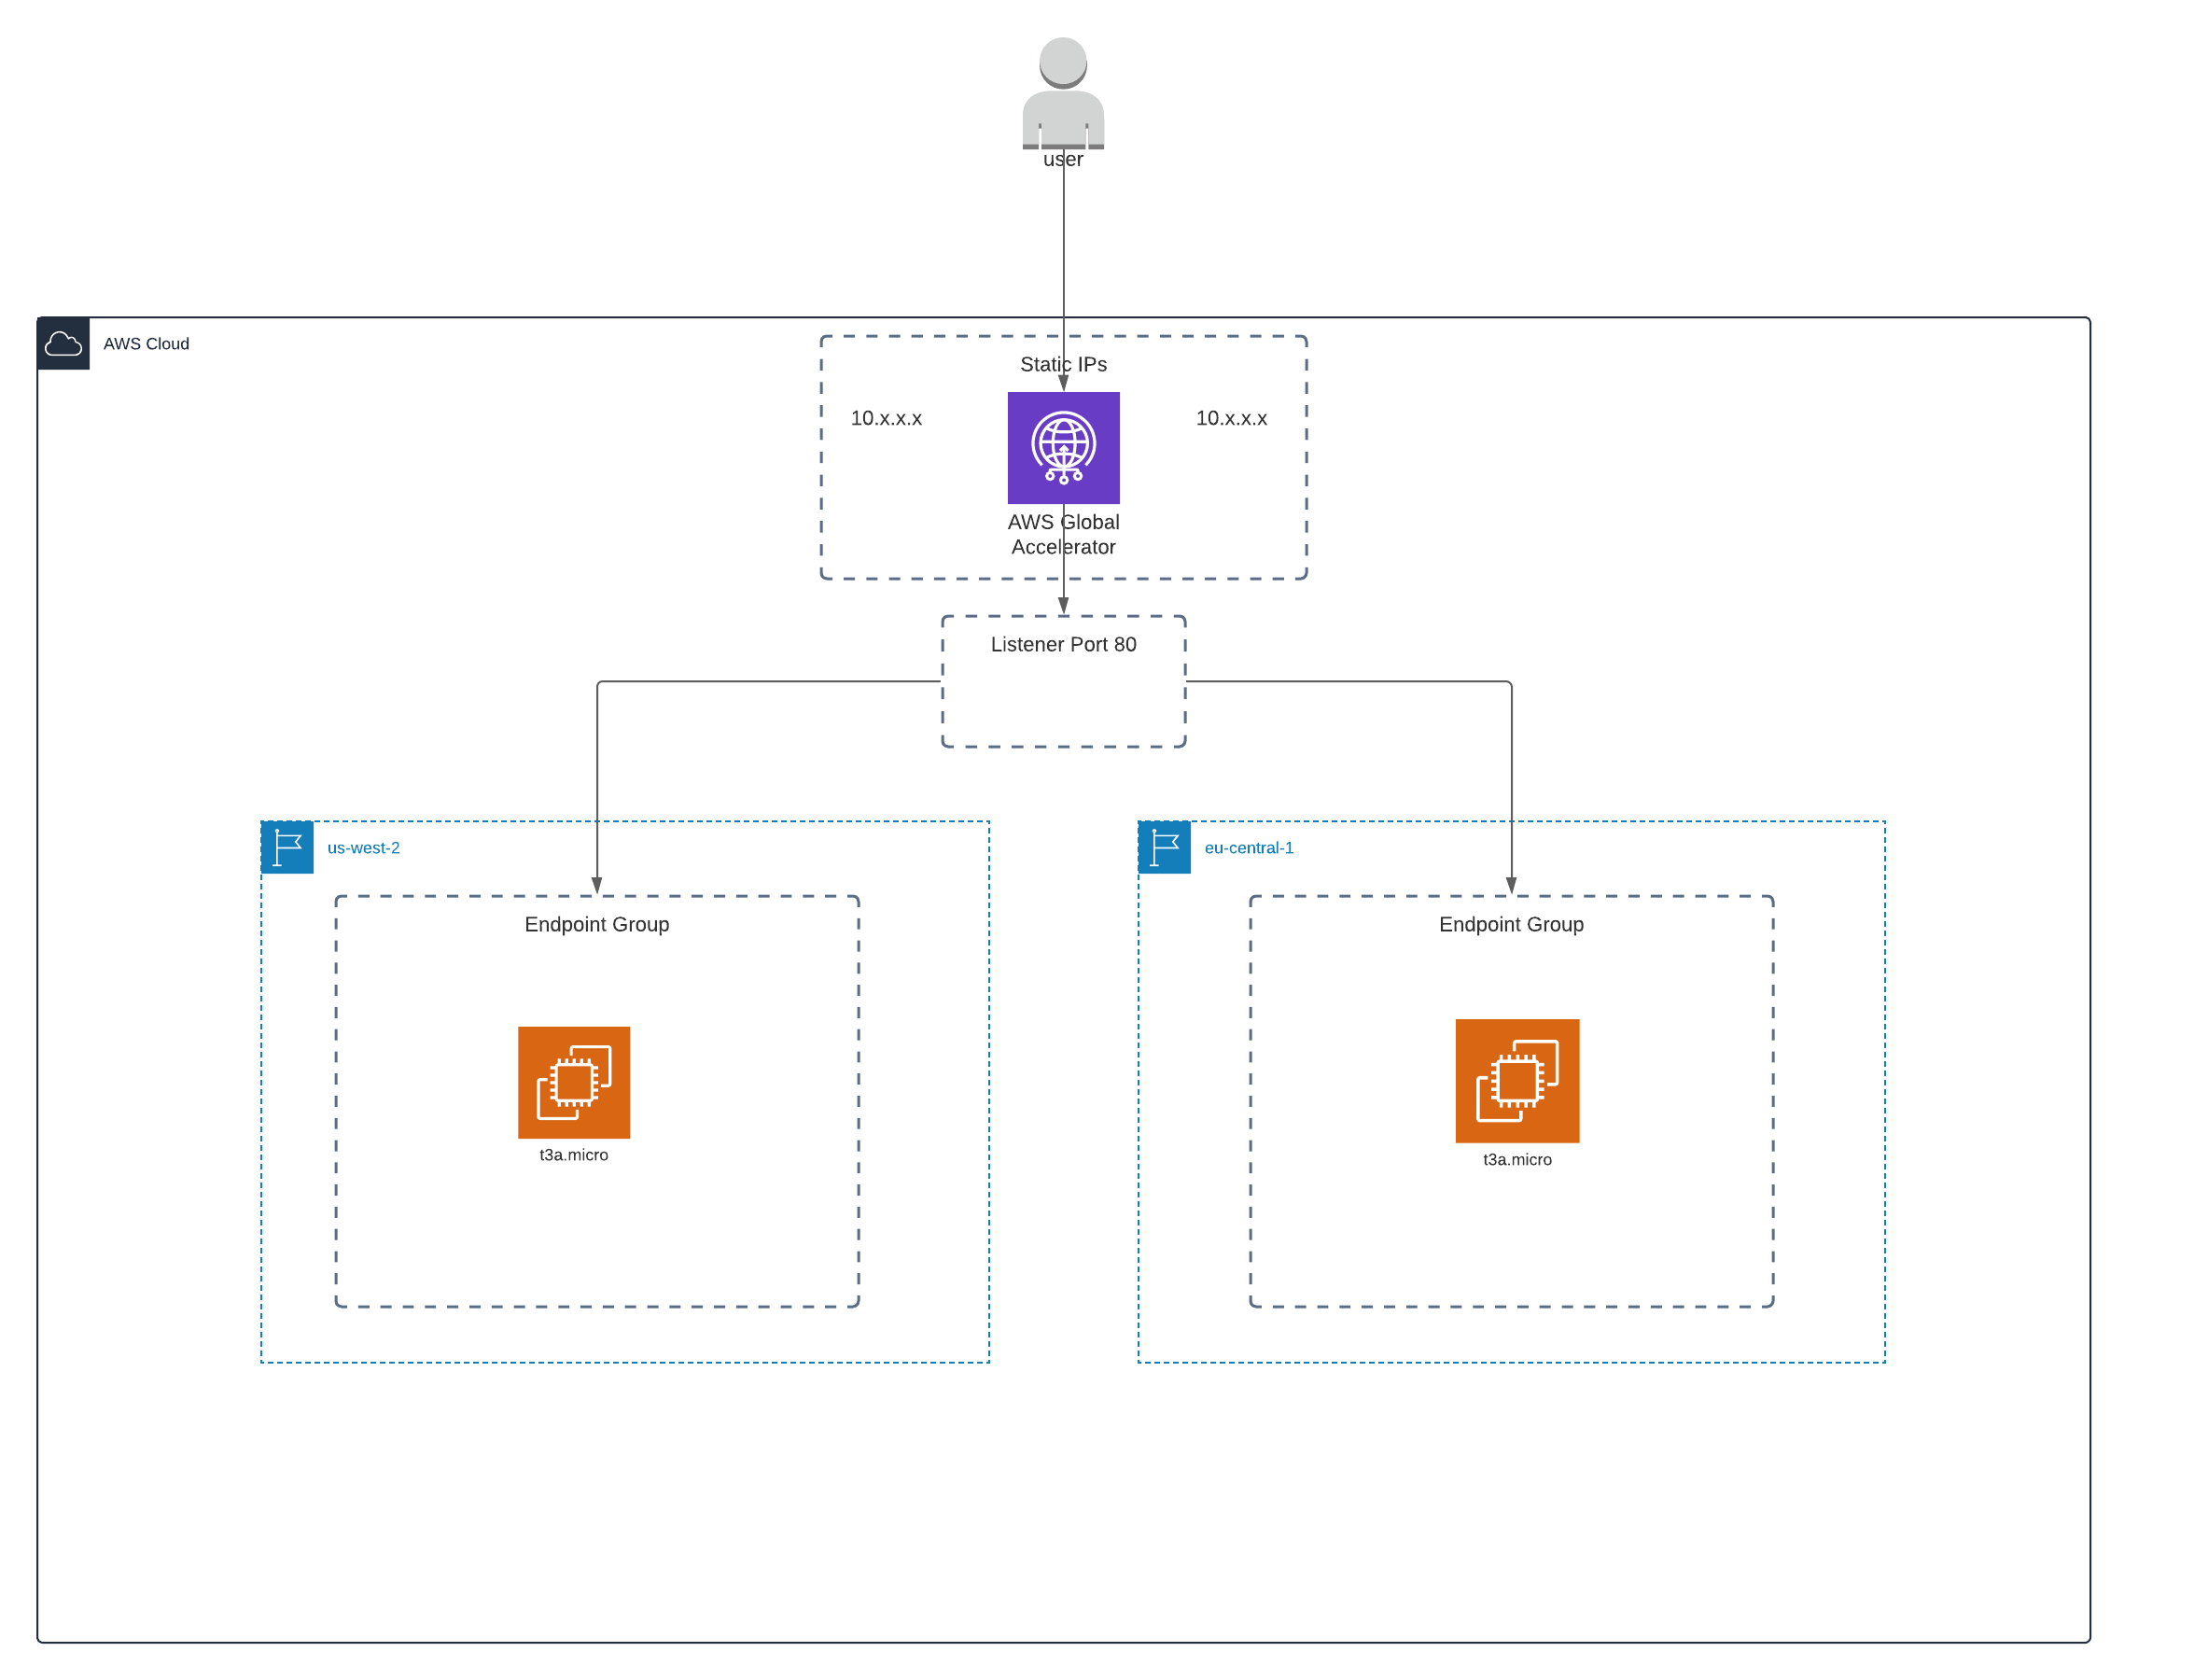 user
AWS Cloud
Static IPs
10.x.x.x
10.x.x.x
AWS Global
Accelerator
Listener Port 80
us-west-2
eu-central-1
Endpoint Group
Endpoint Group
t3a.micro
t3a.micro